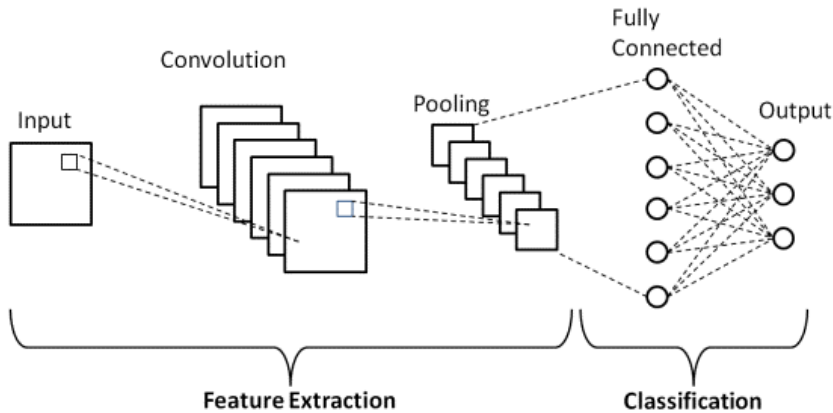 Fully
Connected
Convolution
Pooling
Output
Input
Feature Extraction
Classification